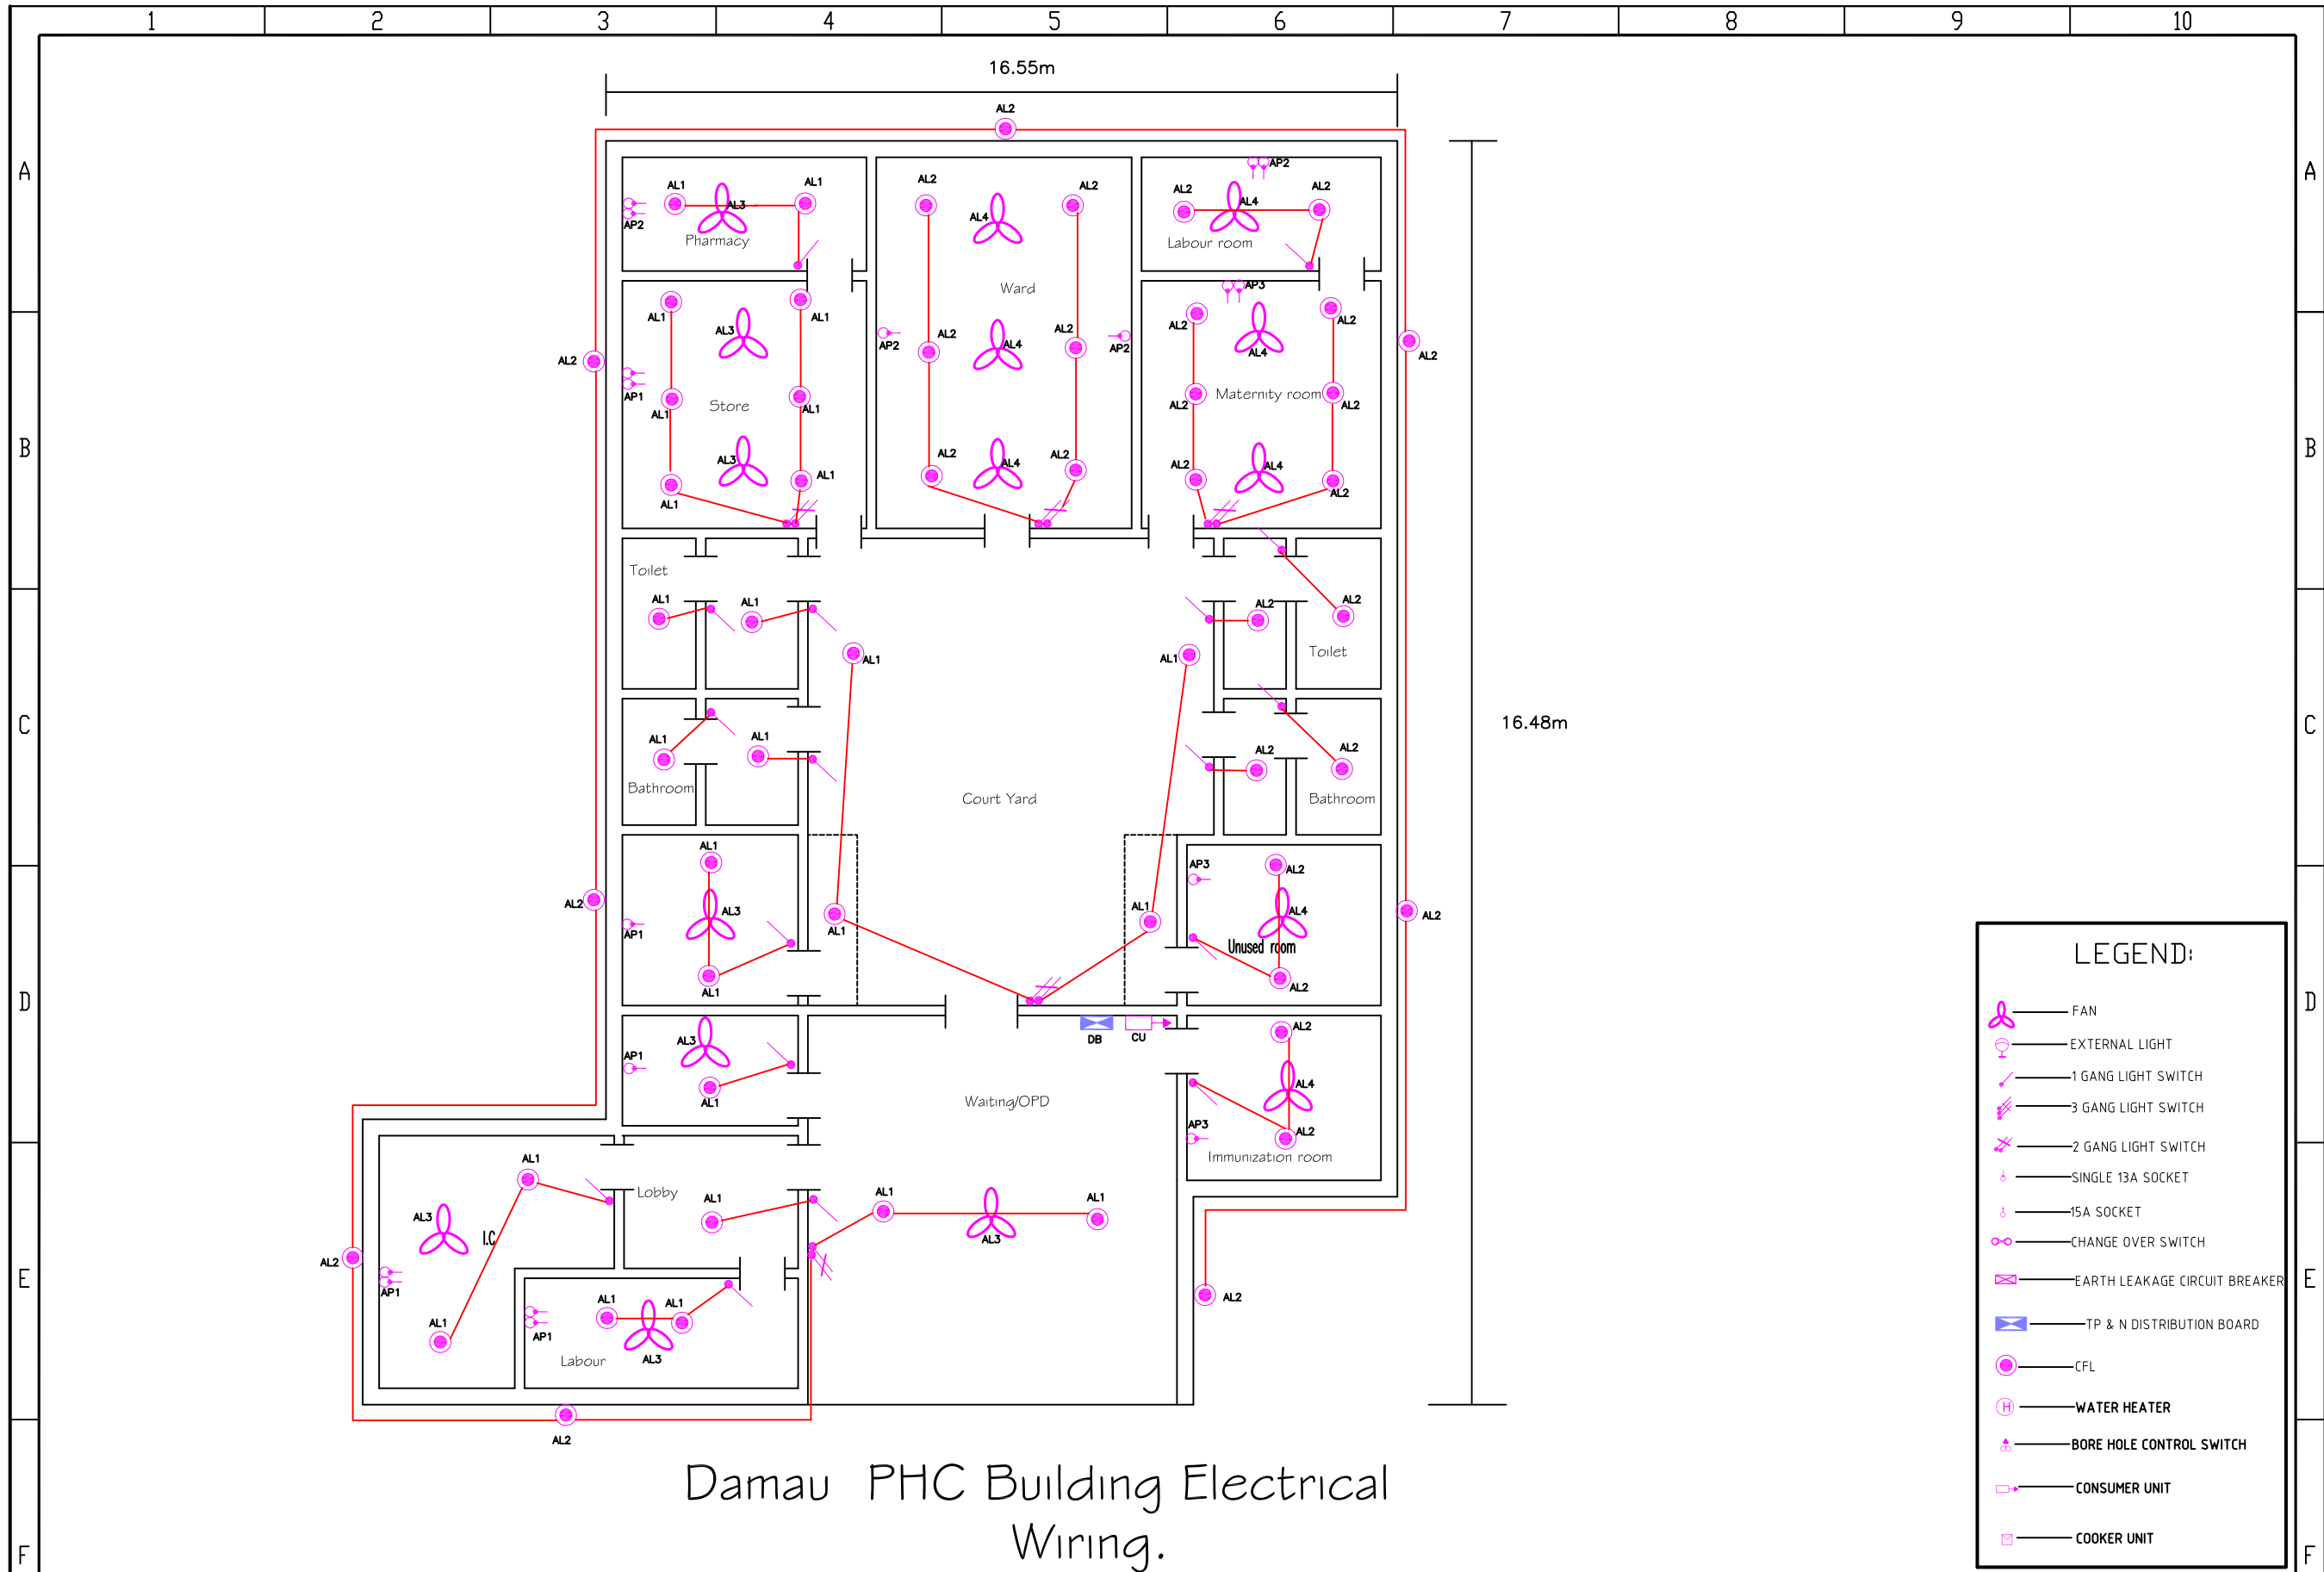 1 2 3 4 5 6 7 8 9 10
16.55m
AL2
A A
AP2
AL1 AL1 AL2 AL2 AL2 AL2
AL3 AL4 AL4
AP2
Pharmacy Labour room
Ward
AP3
AL1 AL1 AL2 AL2
AL3 AL2 AL2
AL2 AP2 AL4 AP2 AL4 AL2
AP1
Store Maternity room
AL1 AL1 AL2 AL2
B B
AL3 AL2 AL4 AL2 AL2 AL4
AL1 AL1 AL2
Toilet
AL1 AL1 AL2 AL2
AL1 AL1 Toilet
C 16.48m C
AL1 AL1 AL2 AL2
Bathroom Court Yard Bathroom
AL1 AP3 AL2
AL2 AL3 AL1 AL4 AL2
AP1 AL1
Unused room
AL1 AL2
LEGEND:
D D
FAN
AL3 DB CU AL2
EXTERNAL LIGHT
AP1
1 GANG LIGHT SWITCH
AL1 Waiting/OPD AL4
3 GANG LIGHT SWITCH
AP3 AL2
2 GANG LIGHT SWITCH
AL1 Immunization room
SINGLE 13A SOCKET
Lobby
AL1 AL1 AL1
15A SOCKET
AL3 I.C AL3
CHANGE OVER SWITCH
AL2
E EARTH LEAKAGE CIRCUIT BREAKER E
AP1 AL2
AL1 AL1 AL1
TP & N DISTRIBUTION BOARD
AP1
Labour AL3
CFL
WATER HEATER
AL2
BORE HOLE CONTROL SWITCH
Damau PHC Building Electrical
CONSUMER UNIT
Wiring.
COOKER UNIT
F F